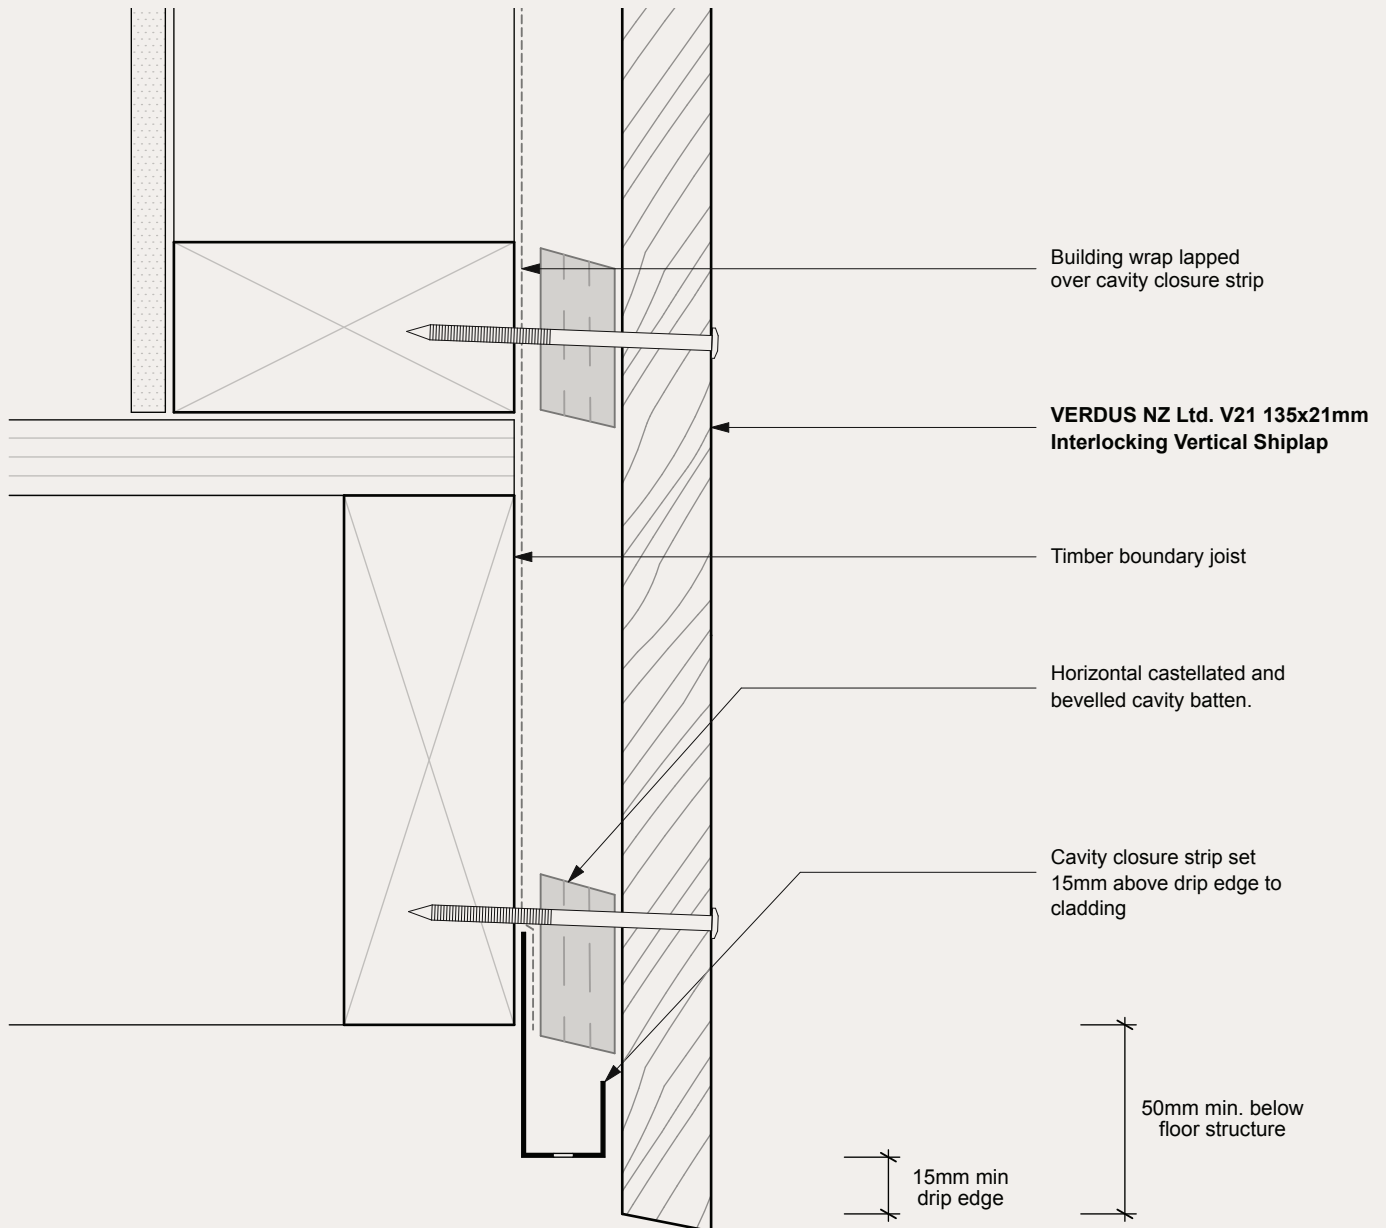 Building wrap lapped
over cavity closure strip
VERDUS NZ Ltd. V21 135x21mm
Interlocking Vertical Shiplap
Timber boundary joist
Horizontal castellated and
bevelled cavity batten.
Cavity closure strip set
15mm above drip edge to
cladding
50mm min. below
floor structure
15mm min
drip edge